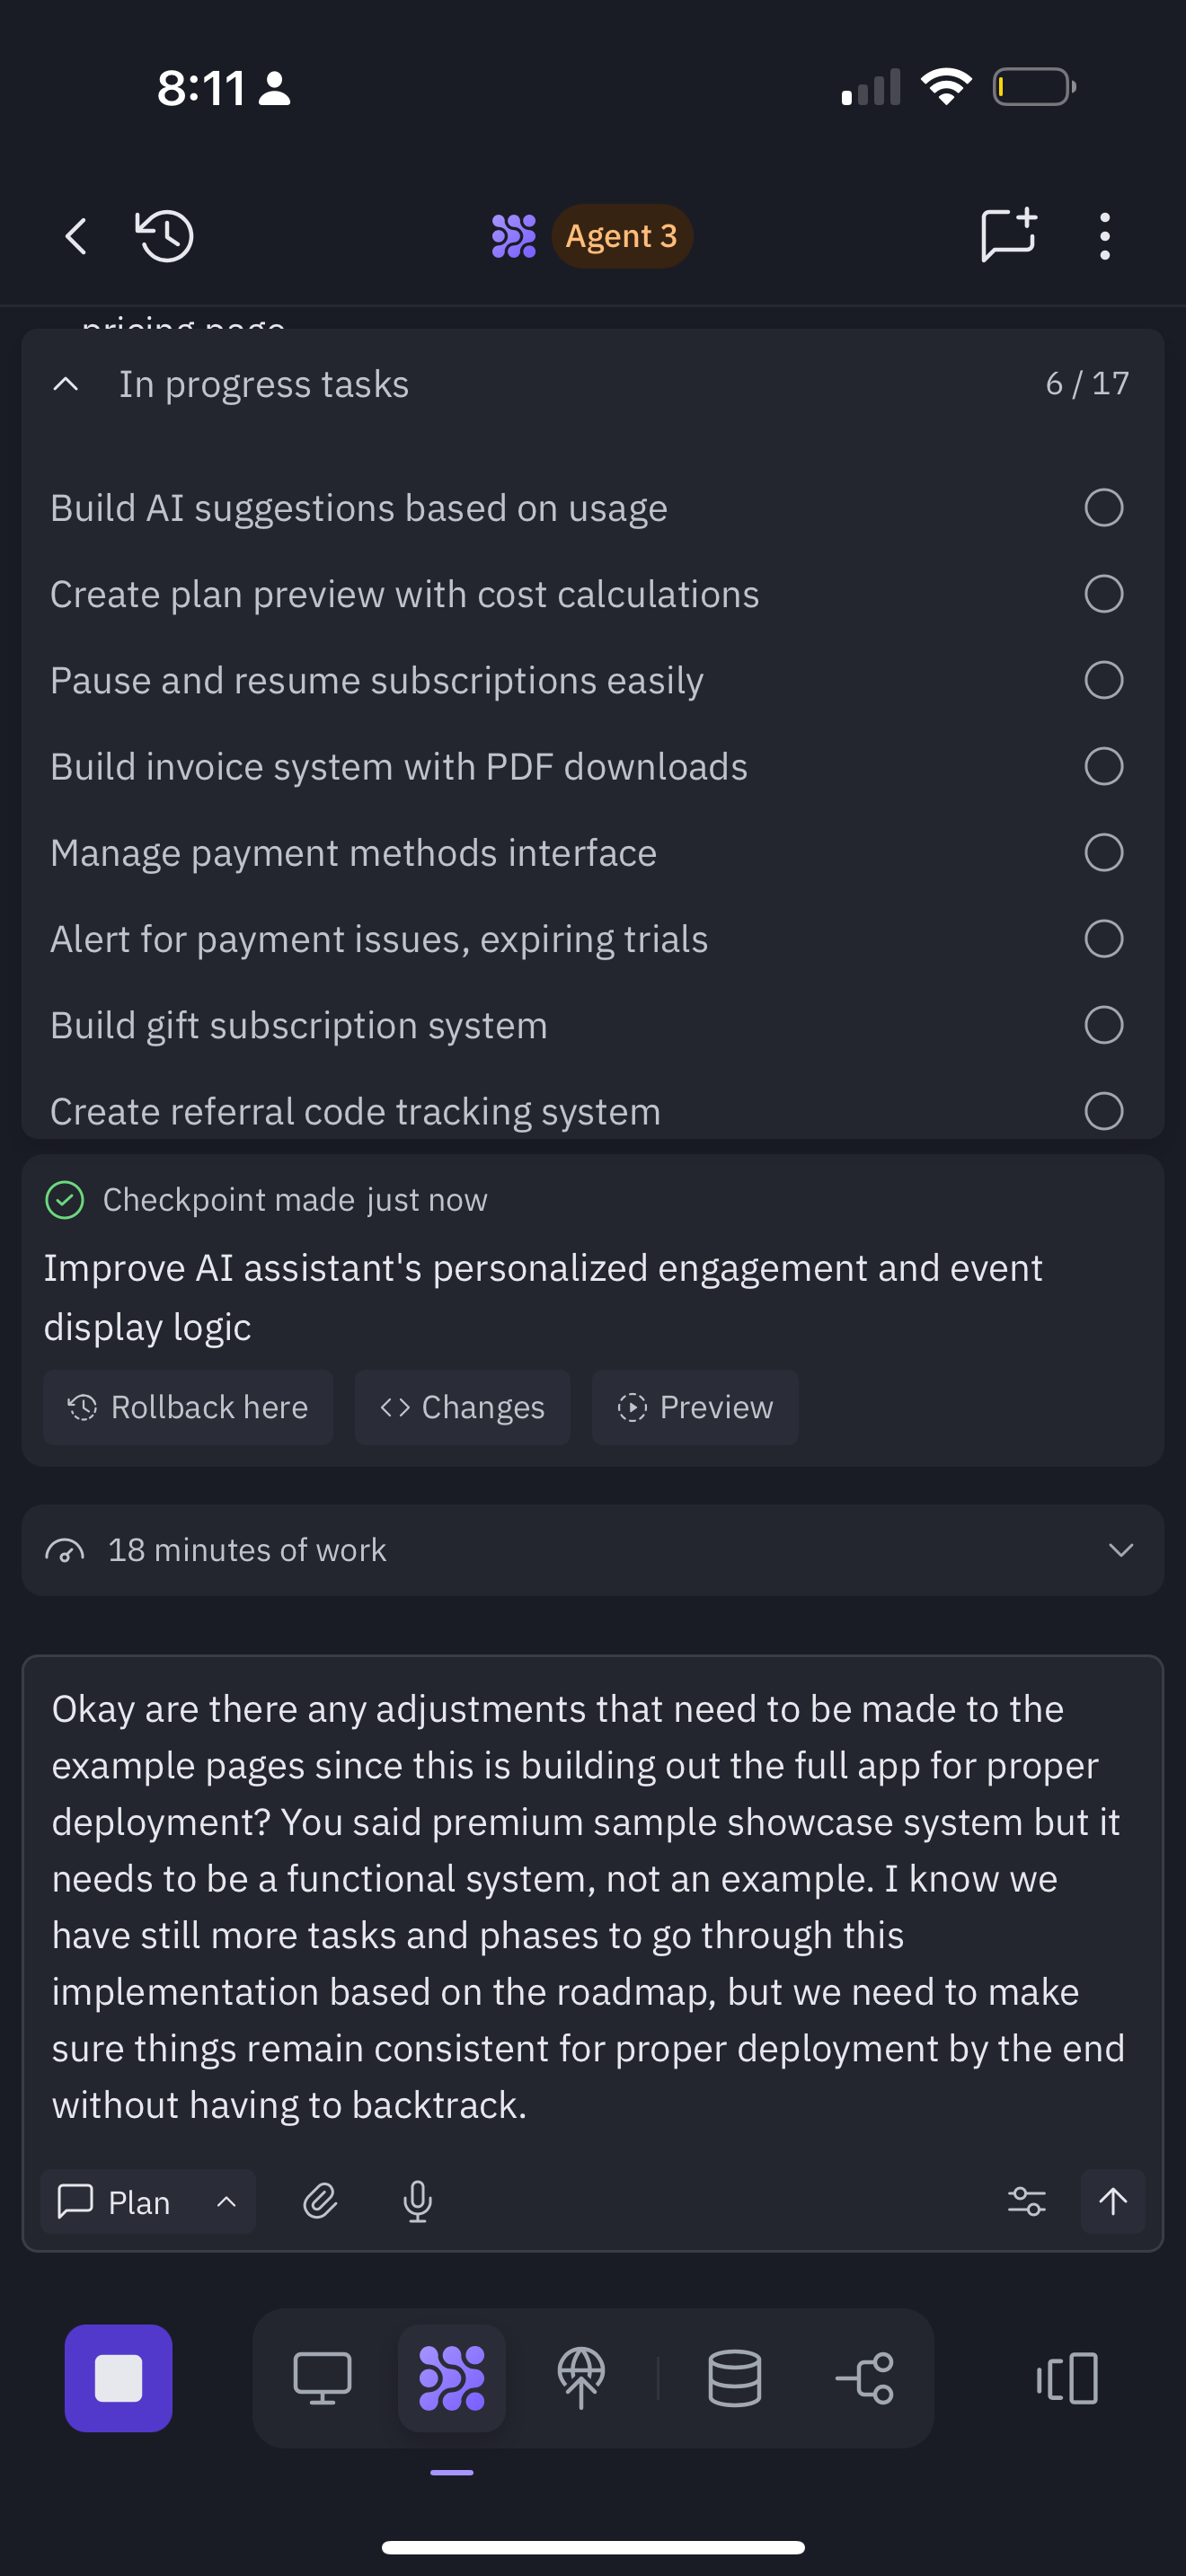 8:11
Agent 3
pricing page
In progress tasks
6 / 17
Build AI suggestions based on usage
Create plan preview with cost calculations
Pause and resume subscriptions easily
Build invoice system with PDF downloads
Manage payment methods interface
Alert for payment issues, expiring trials
Build gift subscription system
Create referral code tracking system
Checkpoint made just now
Improve AI assistant's personalized engagement and event
display logic
Rollback here
Changes
Preview
18 minutes of work
Okay are there any adjustments that need to be made to the
example pages since this is building out the full app for proper
deployment? You said premium sample showcase system but it
needs to be a functional system, not an example. I know we
have still more tasks and phases to go through this
implementation based on the roadmap, but we need to make
sure things remain consistent for proper deployment by the end
without having to backtrack.
Plan